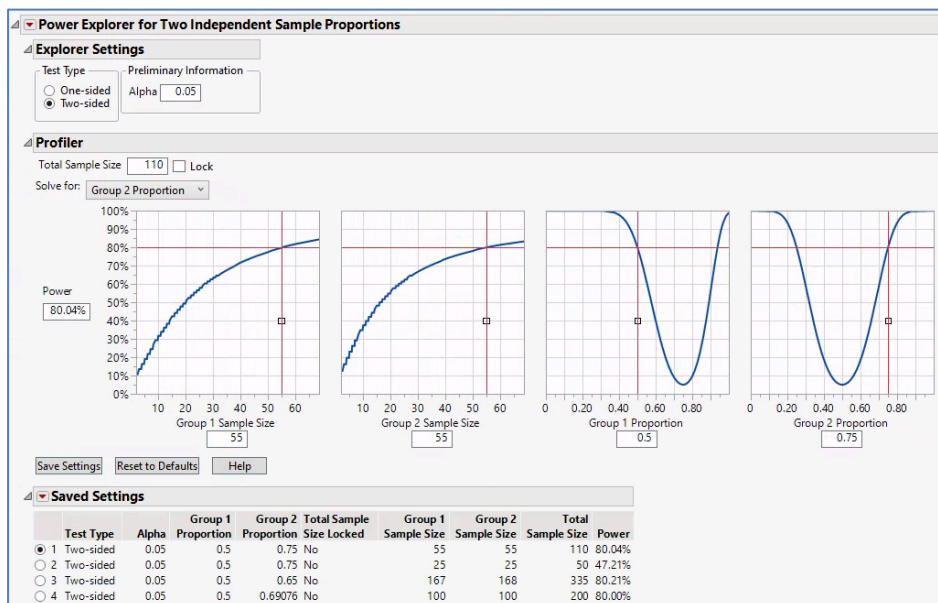 Power Explorer for Two Independent Sample Proportions
Explorer Settings
Test Type
Preliminary Information
One-sided
Two-sided
Alpha 0.05
Profiler
Total Sample Size 110 Lock
Solve for: Group 2 Proportion
100%
90%
80%
70%
60%
50%
40%
30%
20%
10%
0%
Power
80.04%
10 20 30 40 50 60
Group 1 Sample Size
55
10 20 30 40 50 60
Group 2 Sample Size
55
0 0.20 0.40 0.60 0.80
Group 1 Proportion
0.5
0 0.20 0.40 0.60 0.80
Group 2 Proportion
0.75
Save Settings Reset to Defaults Help
Saved Settings
Group 1 Group 2 Total Sample Group 1 Group 2 Total
Test Type Alpha Proportion Proportion Size Locked Sample Size Sample Size Sample Size Power
1 Two-sided 0.05 0.5 0.75 No 55 55 110 80.04%
2 Two-sided 0.05 0.5 0.75 No 25 25 50 47.21%
3 Two-sided 0.05 0.5 0.65 No 167 168 335 80.21%
4 Two-sided 0.05 0.5 0.69076 No 100 100 200 80.00%